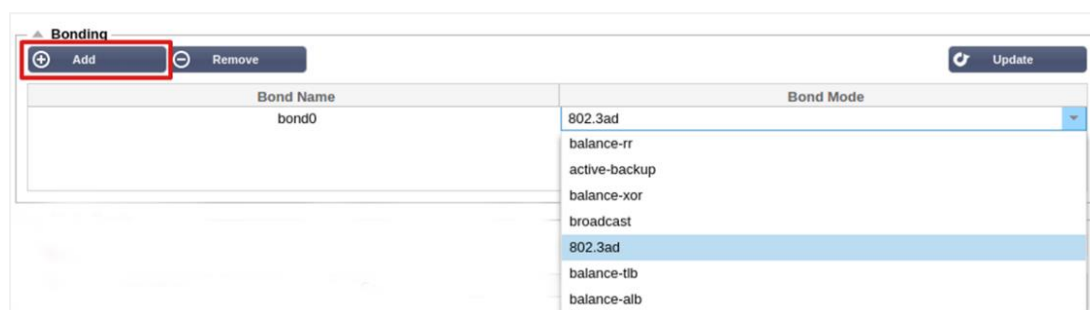 Bonding
Add Remove Update
Bond Name Bond Mode
bond0 802.3ad
balance-rr
active-backup
balance-xor
broadcast
802.3ad
balance-tlb
balance-alb